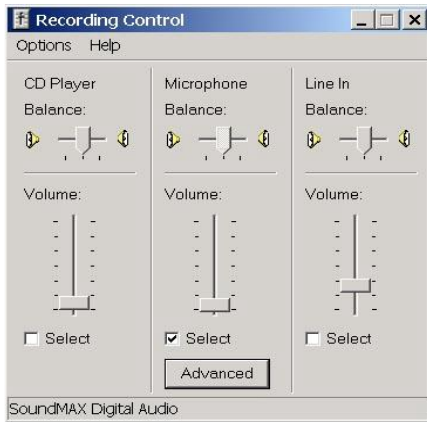 Recording Control
Options Help
CD Player Microphone Line In
Balance: Balance: Balance:
Volume: Volume: Volume:
Select Select Select
Advanced
SoundMAX Digital Audio